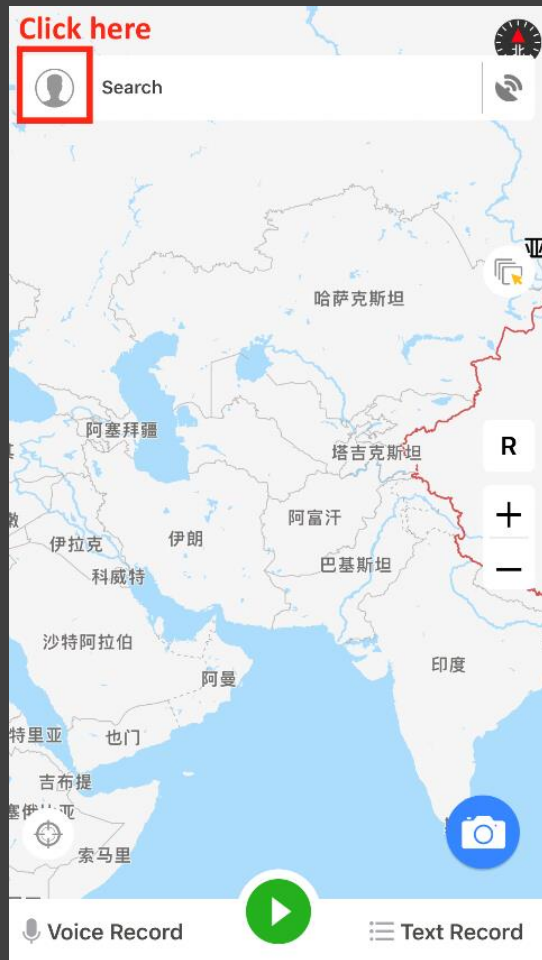 Click here
北
Search
亚
哈萨克斯坦
阿塞拜疆
塔吉克斯坦
R
阿富汗
+
伊拉克
伊朗
巴基斯坦
−
科威特
沙特阿拉伯
印度
阿曼
特里亚
也门
吉布提
索马里
Voice Record
Text Record